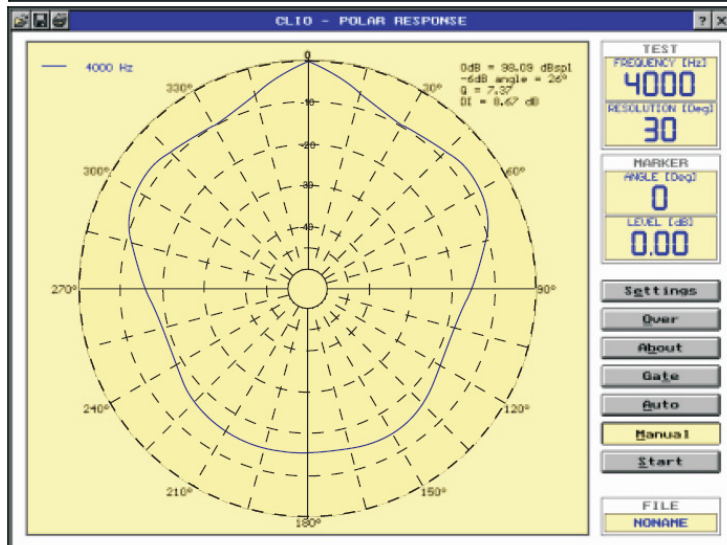 CLIO - POLAR RESPONSE
? X
4000 Hz
0dB = 98.09 dBspl
-6dB angle = 26°
Q = 7.37
DI = 8.67 dB
0
330°
30°
-10
-20
300°
60°
-30
-40
270°
90°
240°
120°
210°
150°
180°
TEST
FREQUENCY [Hz]
4000
RESOLUTION [Deg]
30
MARKER
ANGLE [Deg]
0
LEVEL [dB]
0.00
Settings
Over
About
Gate
Auto
Manual
Start
FILE
NONAME